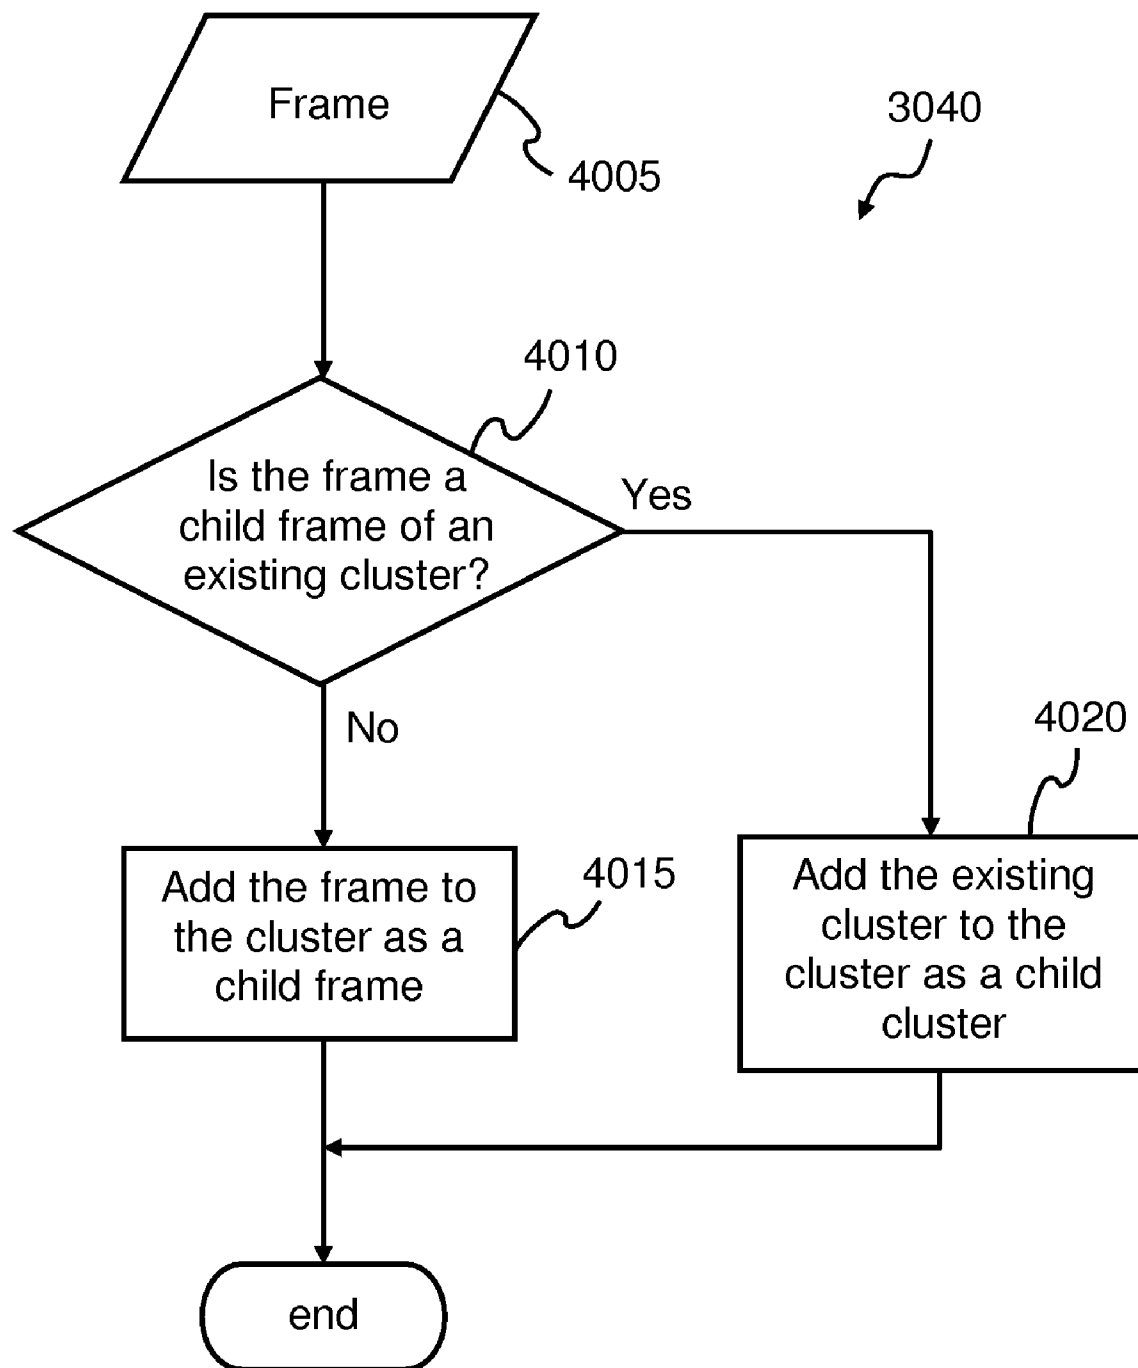 Frame
4005
3040
4010
Is the frame a
child frame of an
existing cluster?
Yes
No
4020
4015
Add the frame to
the cluster as a
child frame
Add the existing
cluster to the
cluster as a child
cluster
end